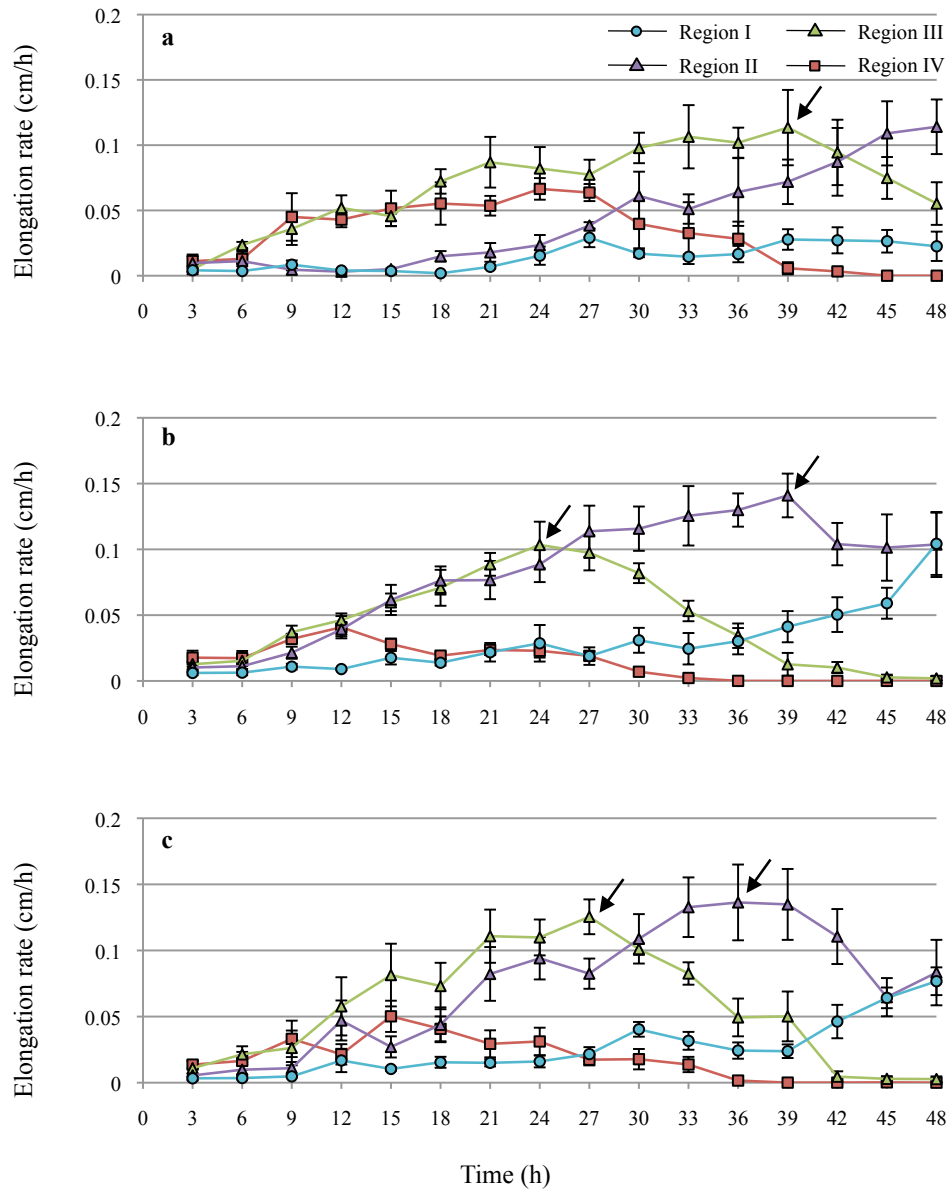 a
Region I
Region III
Region II
Region IV
Elongation rate (cm/h)
0.2
0.15
0.1
0.05
0
0 3 6 9 12 15 18 21 24 27 30 33 36 39 42 45 48
b
Elongation rate (cm/h)
0.2
0.15
0.1
0.05
0
0 3 6 9 12 15 18 21 24 27 30 33 36 39 42 45 48
c
Elongation rate (cm/h)
0.2
0.15
0.1
0.05
0
0 3 6 9 12 15 18 21 24 27 30 33 36 39 42 45 48
Time (h)